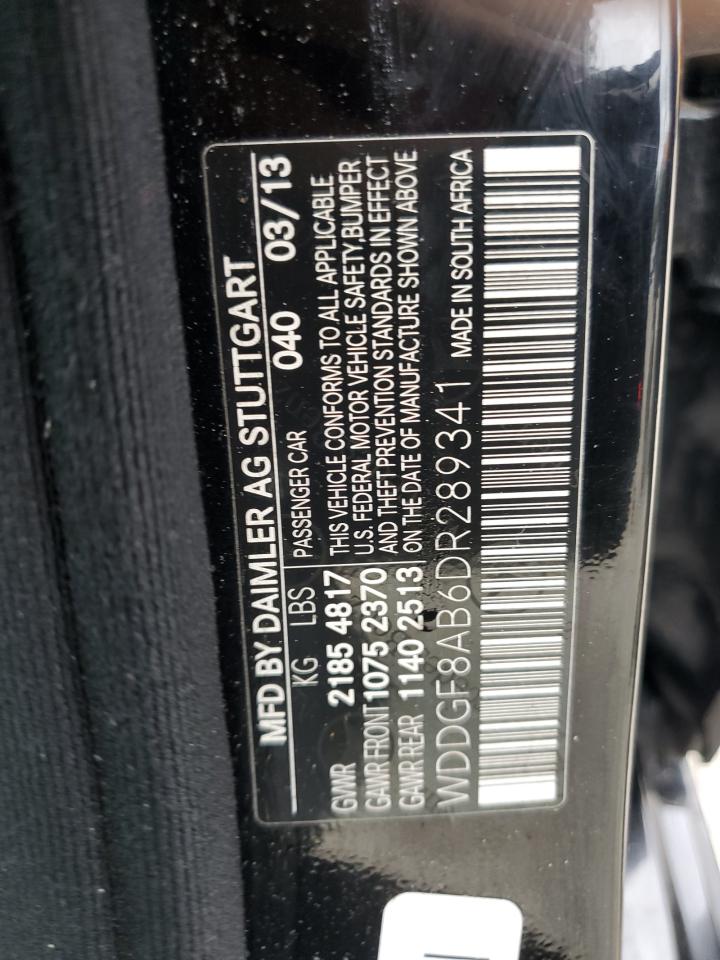 MFD BY DAIMLER AG STUTTGART
KG LBS 040 03/13
GVWR 2185 4817
GAWR FRONT 1075 2370
GAWR REAR 1140 2513
PASSENGER CAR
THIS VEHICLE CONFORMS TO ALL APPLICABLE
U.S. FEDERAL MOTOR VEHICLE SAFETY,BUMPER
AND THEFT PREVENTION STANDARDS IN EFFECT
ON THE DATE OF MANUFACTURE SHOWN ABOVE
WDDGF8AB6DR289341 MADE IN SOUTH AFRICA